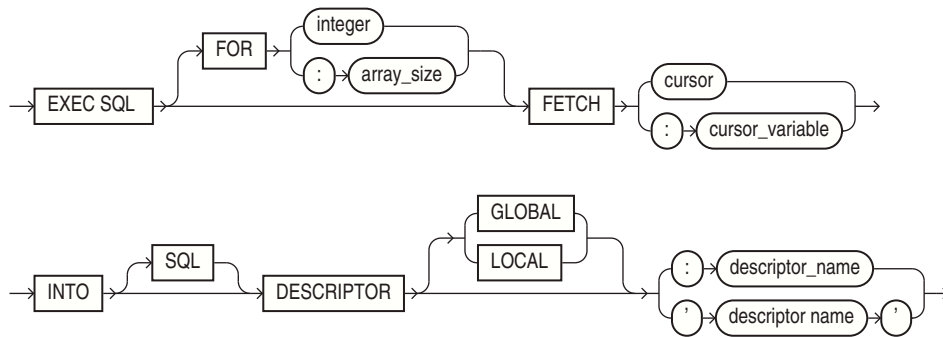 integer
FOR
: array_size
EXEC SQL FETCH
cursor
: cursor_variable
GLOBAL
SQL
LOCAL
INTO DESCRIPTOR
: descriptor_name
' descriptor name '